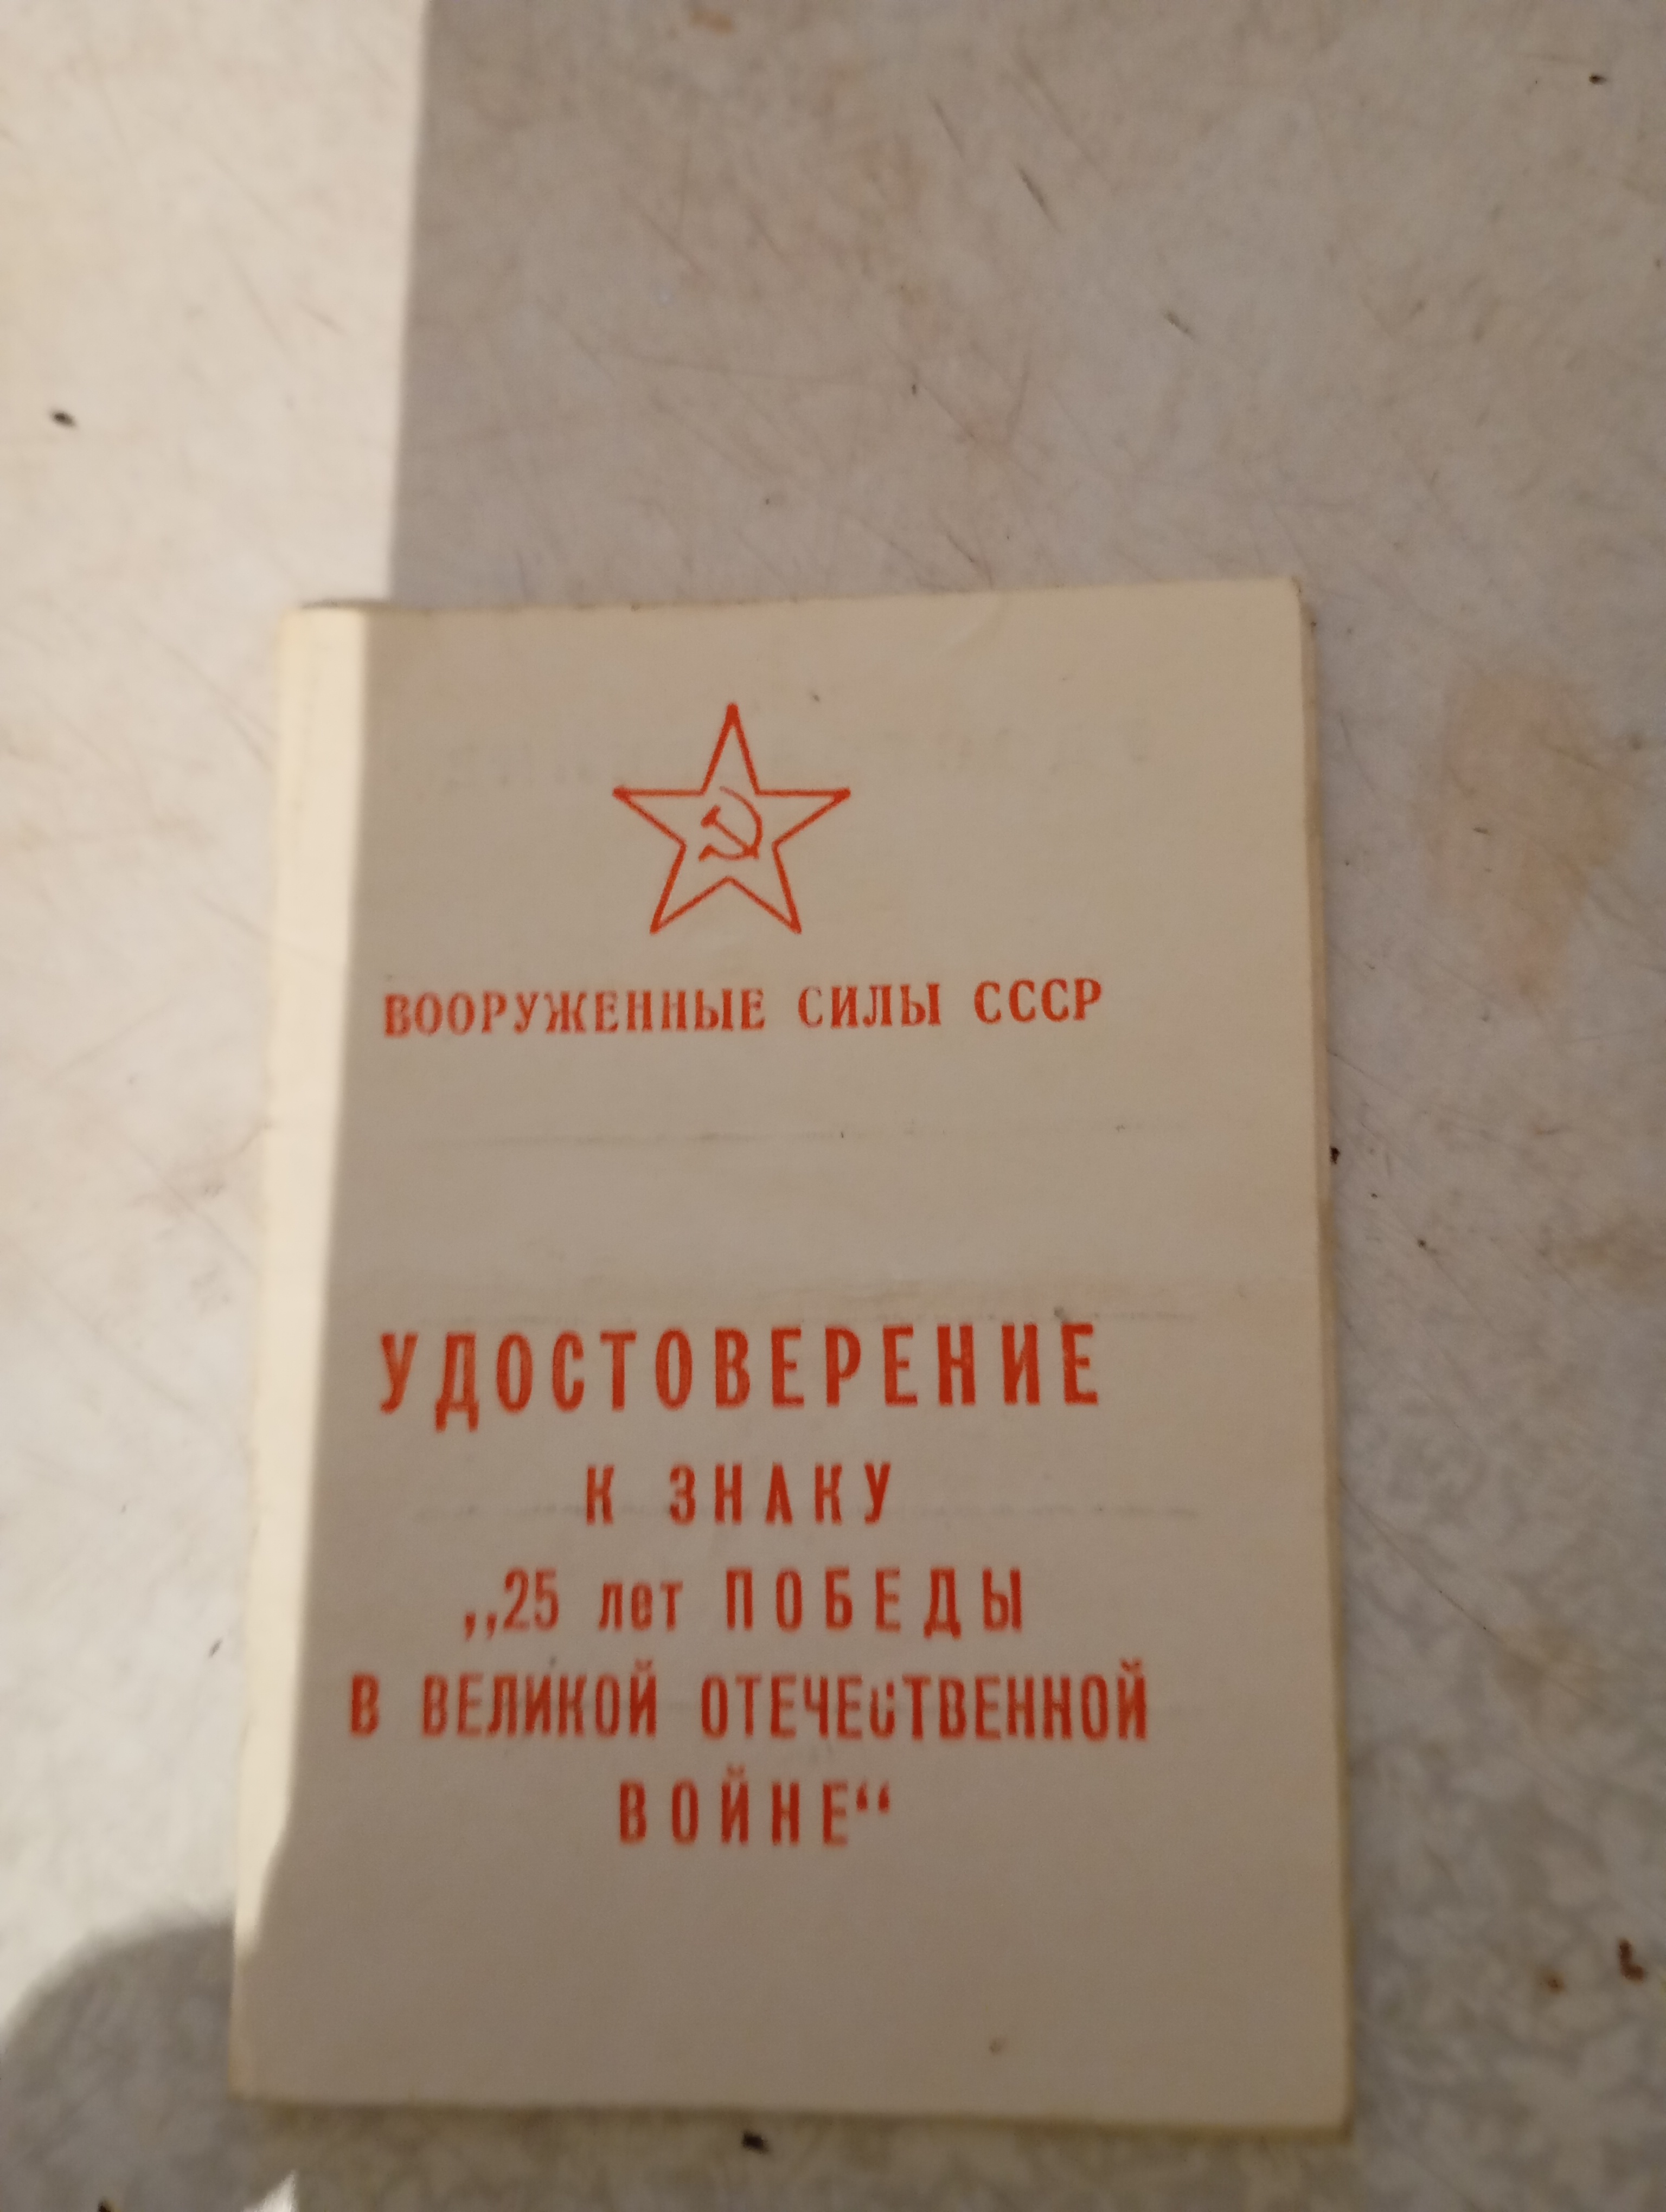 ВООРУЖЕННЫЕ СИЛЫ СССР
УДОСТОВЕРЕНИЕ
К ЗНАКУ
„25 лет ПОБЕДЫ
В ВЕЛИКОЙ ОТЕЧЕСТВЕННОЙ
ВОЙНЕ“